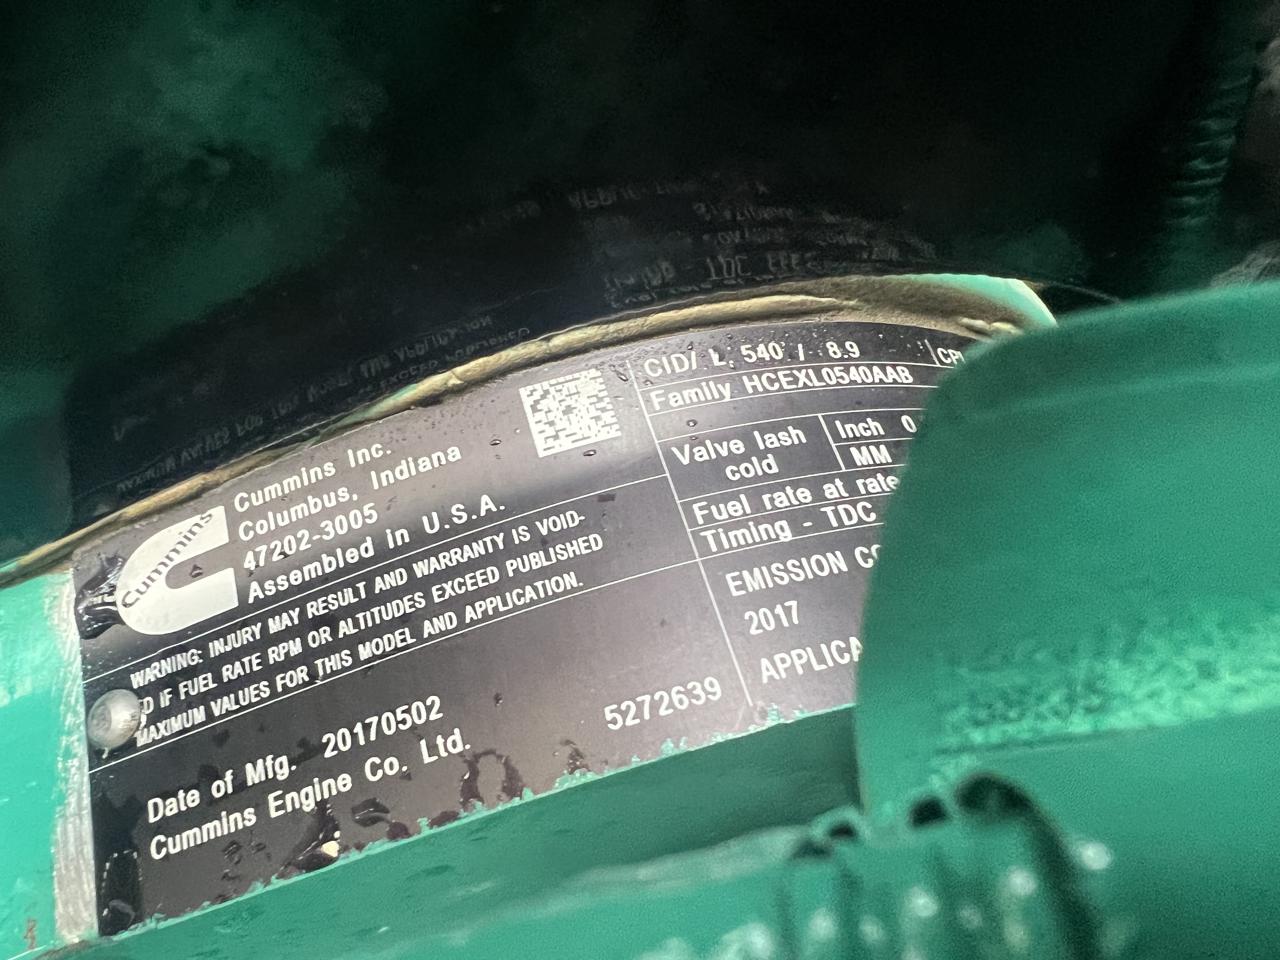 Cummins
Cummins Inc.
Columbus, Indiana
47202-3005
Assembled in U.S.A.
WARNING: INJURY MAY RESULT AND WARRANTY IS VOID-
ED IF FUEL RATE RPM OR ALTITUDES EXCEED PUBLISHED
MAXIMUM VALUES FOR THIS MODEL AND APPLICATION.
Date of Mfg. 20170502
Cummins Engine Co. Ltd.
5272639
CID/ L. 540 / 8.9
Family HCEXL0540AAB
Valve lash
cold
Inch 0
MM
Fuel rate at rate
Timing - TDC
EMISSION CO
2017
APPLICA